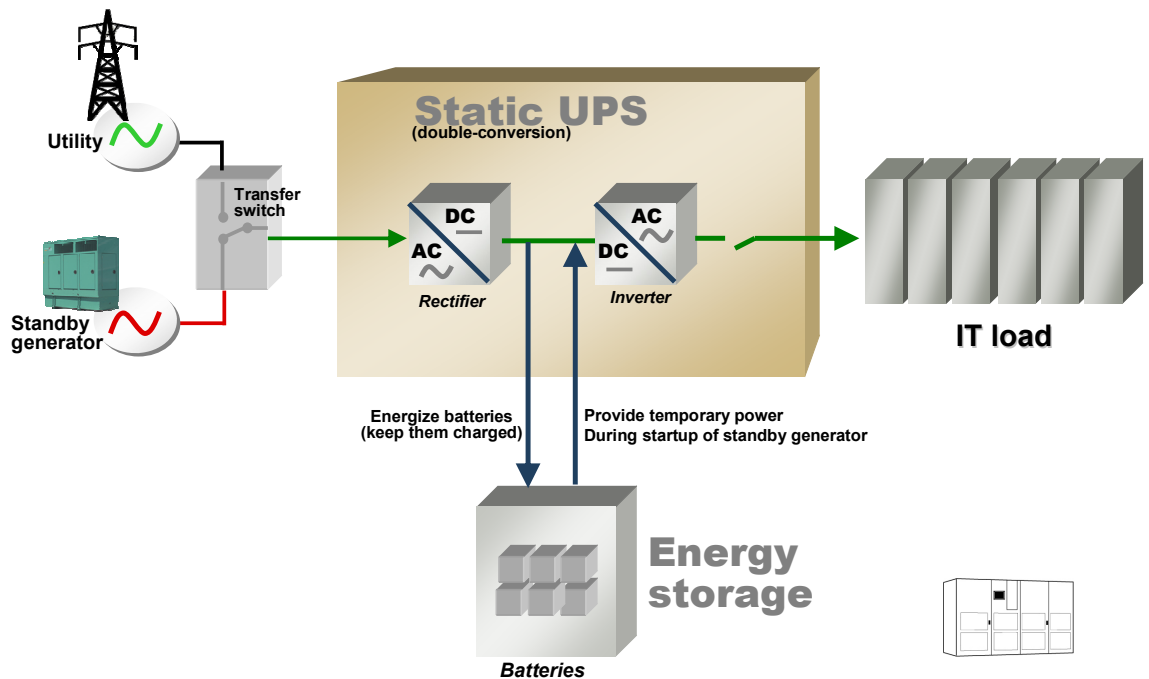 Static UPS
(double-conversion)
Utility
Transfer
switch
DC
AC
Rectifier
AC
DC
Inverter
Standby
generator
IT load
Energize batteries
(keep them charged)
Provide temporary power
During startup of standby generator
Energy
storage
Batteries